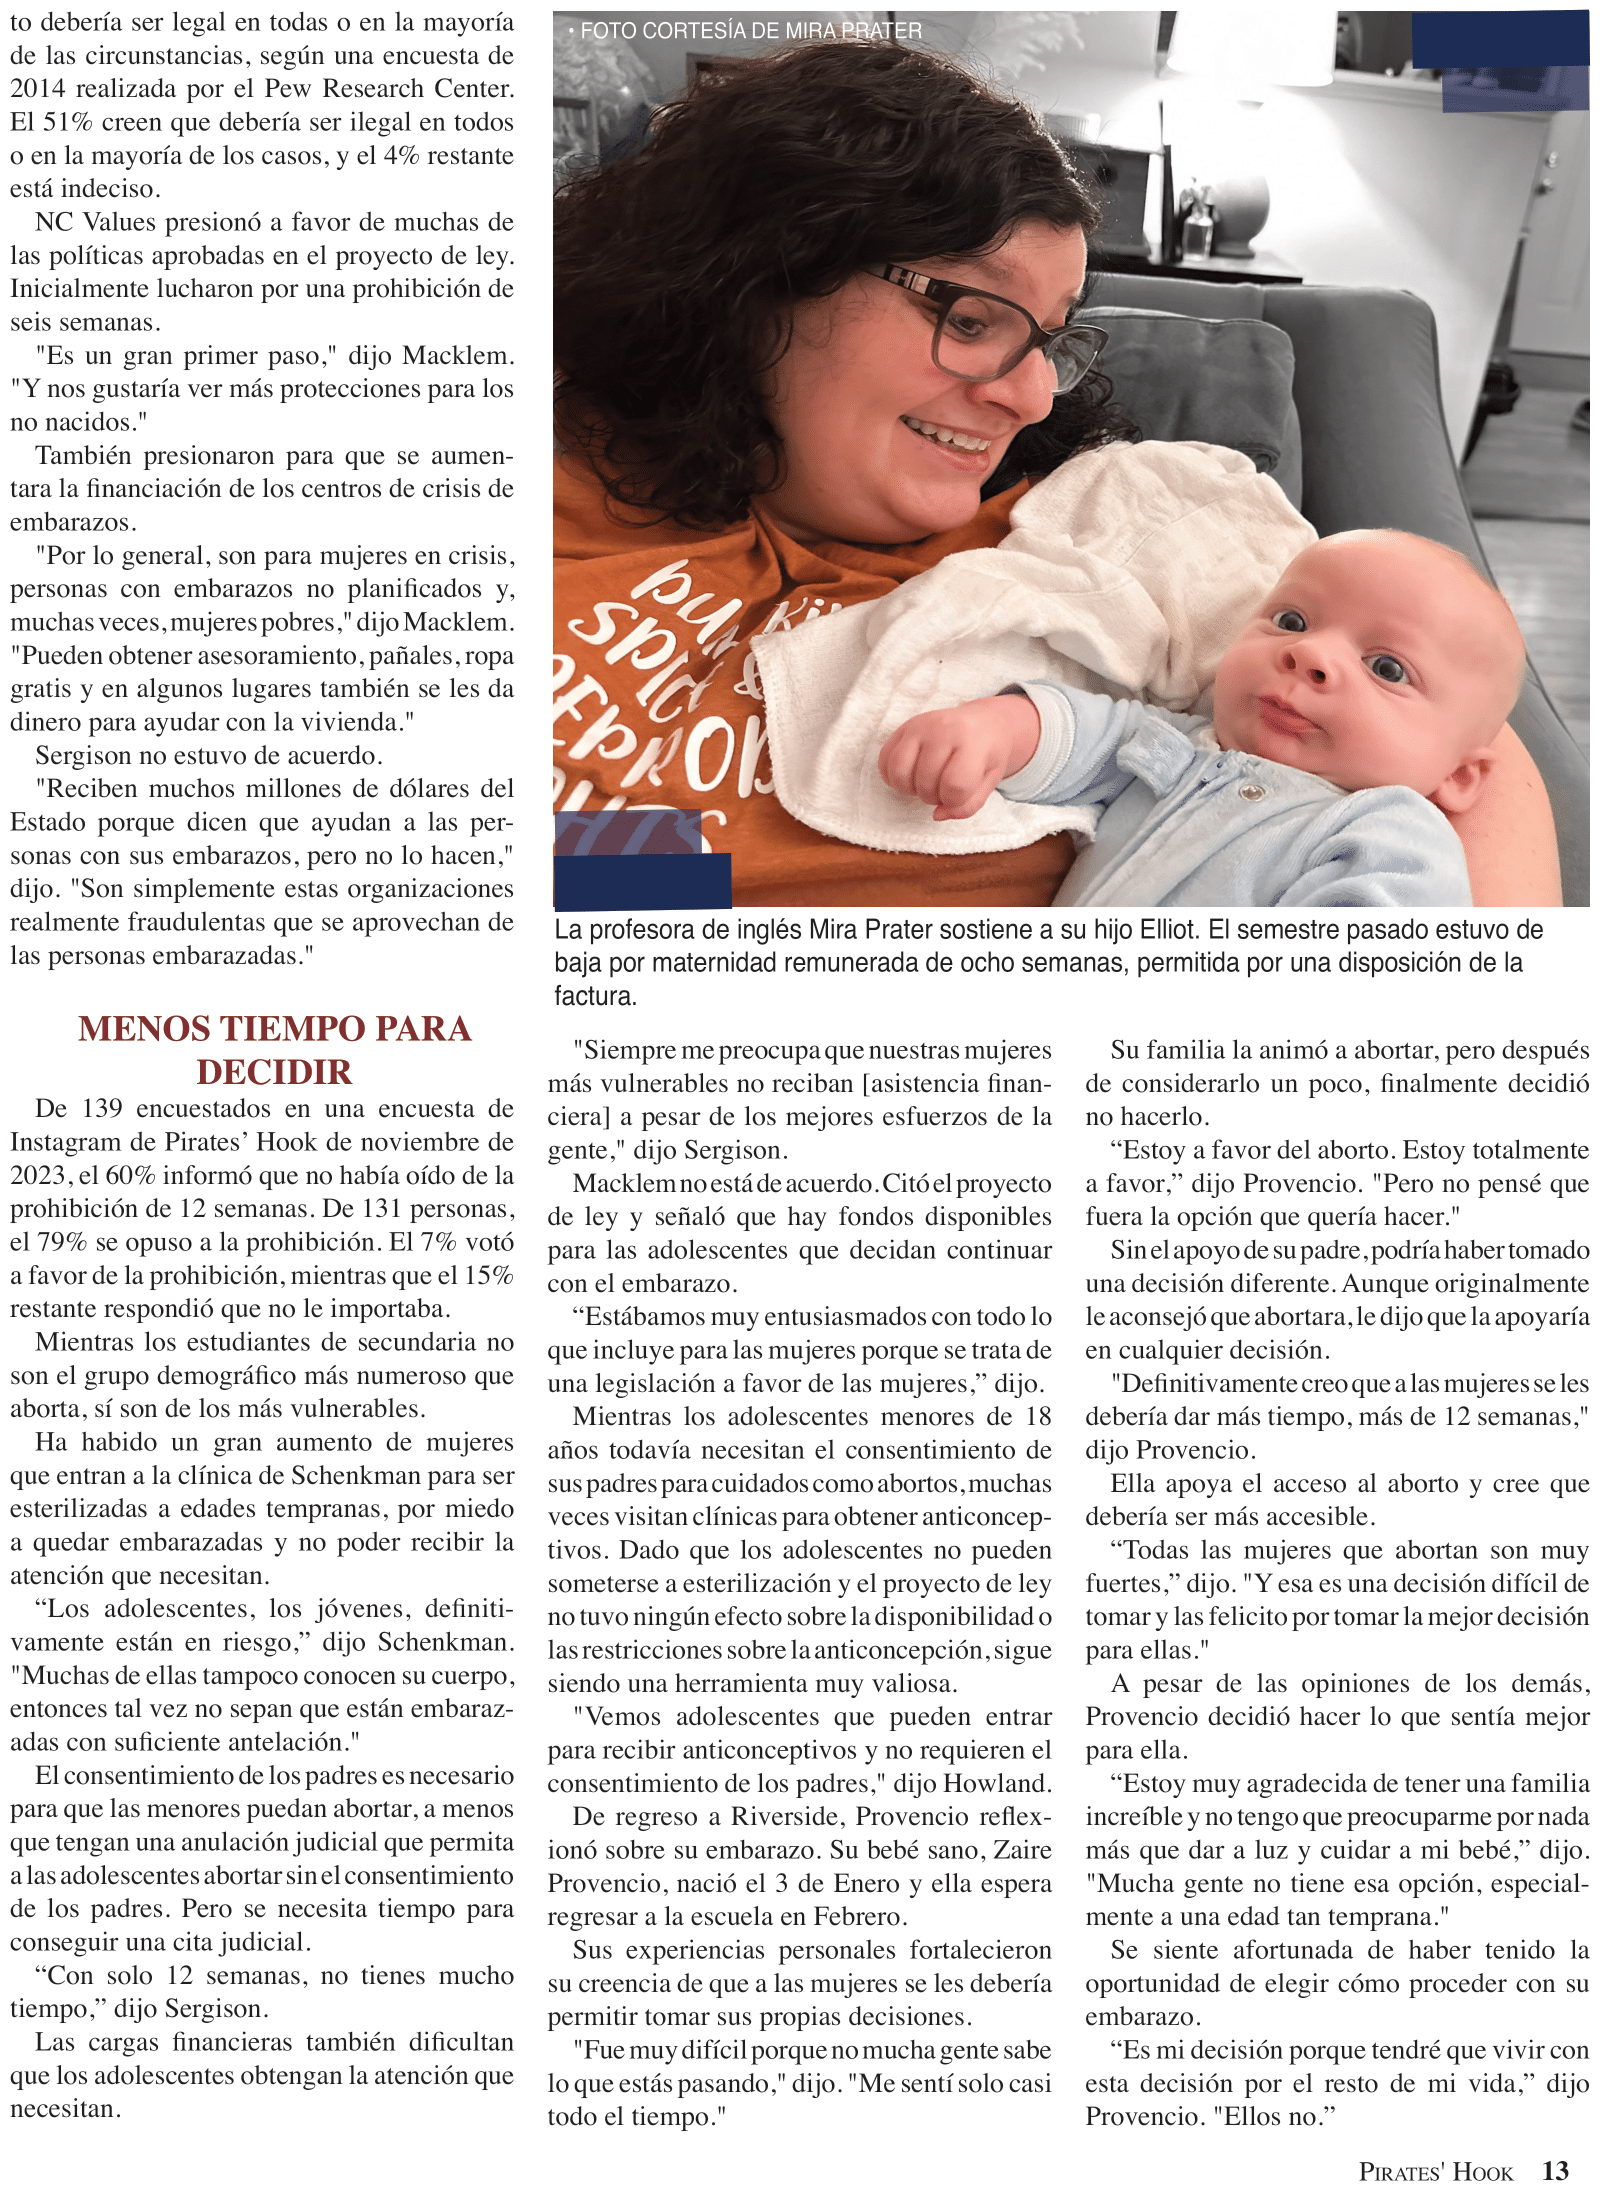 to debería ser legal en todas o en la mayoría
de las circunstancias, según una encuesta de
2014 realizada por el Pew Research Center.
El 51% creen que debería ser ilegal en todos
o en la mayoría de los casos, y el 4% restante
está indeciso.
NC Values presionó a favor de muchas de
las políticas aprobadas en el proyecto de ley.
Inicialmente lucharon por una prohibición de
seis semanas.
"Es un gran primer paso," dijo Macklem.
"Y nos gustaría ver más protecciones para los
no nacidos."
También presionaron para que se aumen-
tara la financiación de los centros de crisis de
embarazos.
"Por lo general, son para mujeres en crisis,
personas con embarazos no planificados y,
muchas veces, mujeres pobres," dijo Macklem.
"Pueden obtener asesoramiento, pañales, ropa
gratis y en algunos lugares también se les da
dinero para ayudar con la vivienda."
Sergison no estuvo de acuerdo.
"Reciben muchos millones de dólares del
Estado porque dicen que ayudan a las per-
sonas con sus embarazos, pero no lo hacen,"
dijo. "Son simplemente estas organizaciones
realmente fraudulentas que se aprovechan de
las personas embarazadas."
MENOS TIEMPO PARA
DECIDIR
De 139 encuestados en una encuesta de
Instagram de Pirates’ Hook de noviembre de
2023, el 60% informó que no había oído de la
prohibición de 12 semanas. De 131 personas,
el 79% se opuso a la prohibición. El 7% votó
a favor de la prohibición, mientras que el 15%
restante respondió que no le importaba.
Mientras los estudiantes de secundaria no
son el grupo demográfico más numeroso que
aborta, sí son de los más vulnerables.
Ha habido un gran aumento de mujeres
que entran a la clínica de Schenkman para ser
esterilizadas a edades tempranas, por miedo
a quedar embarazadas y no poder recibir la
atención que necesitan.
“Los adolescentes, los jóvenes, definiti-
vamente están en riesgo,” dijo Schenkman.
"Muchas de ellas tampoco conocen su cuerpo,
entonces tal vez no sepan que están embaraz-
adas con suficiente antelación."
El consentimiento de los padres es necesario
para que las menores puedan abortar, a menos
que tengan una anulación judicial que permita
a las adolescentes abortar sin el consentimiento
de los padres. Pero se necesita tiempo para
conseguir una cita judicial.
“Con solo 12 semanas, no tienes mucho
tiempo,” dijo Sergison.
Las cargas financieras también dificultan
que los adolescentes obtengan la atención que
necesitan.
• FOTO CORTESÍA DE MIRA PRATER
SPICE
&
La profesora de inglés Mira Prater sostiene a su hijo Elliot. El semestre pasado estuvo de
baja por maternidad remunerada de ocho semanas, permitida por una disposición de la
factura.
"Siempre me preocupa que nuestras mujeres
más vulnerables no reciban [asistencia finan-
ciera] a pesar de los mejores esfuerzos de la
gente," dijo Sergison.
Macklem no está de acuerdo. Citó el proyecto
de ley y señaló que hay fondos disponibles
para las adolescentes que decidan continuar
con el embarazo.
“Estábamos muy entusiasmados con todo lo
que incluye para las mujeres porque se trata de
una legislación a favor de las mujeres,” dijo.
Mientras los adolescentes menores de 18
años todavía necesitan el consentimiento de
sus padres para cuidados como abortos, muchas
veces visitan clínicas para obtener anticoncep-
tivos. Dado que los adolescentes no pueden
someterse a esterilización y el proyecto de ley
no tuvo ningún efecto sobre la disponibilidad o
las restricciones sobre la anticoncepción, sigue
siendo una herramienta muy valiosa.
"Vemos adolescentes que pueden entrar
para recibir anticonceptivos y no requieren el
consentimiento de los padres," dijo Howland.
De regreso a Riverside, Provencio reflex-
ionó sobre su embarazo. Su bebé sano, Zaire
Provencio, nació el 3 de Enero y ella espera
regresar a la escuela en Febrero.
Sus experiencias personales fortalecieron
su creencia de que a las mujeres se les debería
permitir tomar sus propias decisiones.
"Fue muy difícil porque no mucha gente sabe
lo que estás pasando," dijo. "Me sentí solo casi
todo el tiempo."
Su familia la animó a abortar, pero después
de considerarlo un poco, finalmente decidió
no hacerlo.
“Estoy a favor del aborto. Estoy totalmente
a favor,” dijo Provencio. "Pero no pensé que
fuera la opción que quería hacer."
Sin el apoyo de su padre, podría haber tomado
una decisión diferente. Aunque originalmente
le aconsejó que abortara, le dijo que la apoyaría
en cualquier decisión.
"Definitivamente creo que a las mujeres se les
debería dar más tiempo, más de 12 semanas,"
dijo Provencio.
Ella apoya el acceso al aborto y cree que
debería ser más accesible.
“Todas las mujeres que abortan son muy
fuertes,” dijo. "Y esa es una decisión difícil de
tomar y las felicito por tomar la mejor decisión
para ellas."
A pesar de las opiniones de los demás,
Provencio decidió hacer lo que sentía mejor
para ella.
“Estoy muy agradecida de tener una familia
increíble y no tengo que preocuparme por nada
más que dar a luz y cuidar a mi bebé,” dijo.
"Mucha gente no tiene esa opción, especial-
mente a una edad tan temprana."
Se siente afortunada de haber tenido la
oportunidad de elegir cómo proceder con su
embarazo.
“Es mi decisión porque tendré que vivir con
esta decisión por el resto de mi vida,” dijo
Provencio. "Ellos no.”
PIRATES' HOOK 13